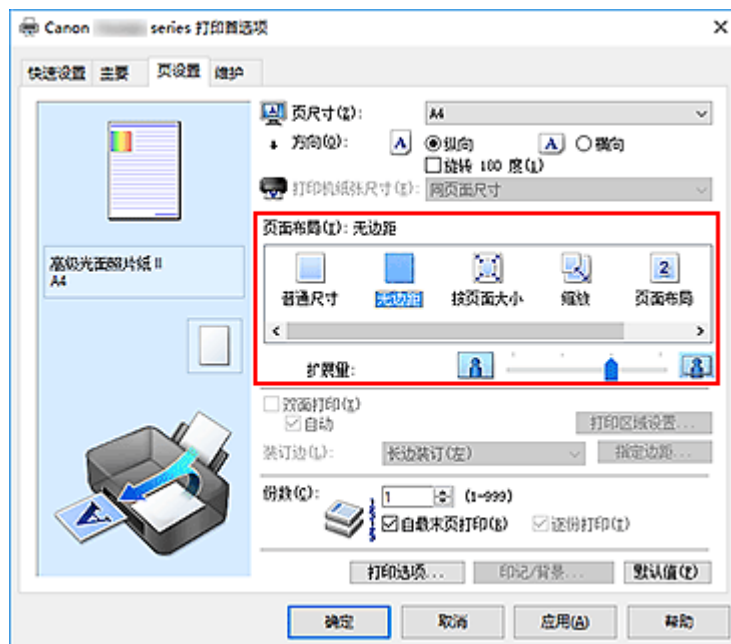 Canon series 打印首选项
快速设置 主要 页设置 维护
页尺寸(Z): A4
方向(O): A 纵向 A 横向
旋转 180 度(L)
打印机纸张尺寸(E): 同页面尺寸
页面布局(I): 无边距
高级光面照片纸 II
A4
普通尺寸 无边距 按页面大小 缩放 页面布局
扩展量:
双面打印(X)
自动 打印区域设置...
装订边(L): 长边装订(左) 指定边距...
份数(C): 1 (1-999)
自最末页打印(B) 逐份打印(T)
打印选项... 印记/背景... 默认值(F)
确定 取消 应用(A) 帮助